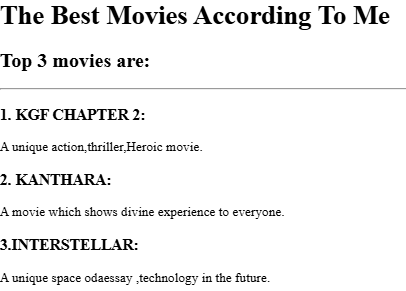 The Best Movies According To Me
Top 3 movies are:
1. KGF CHAPTER 2:
A unique action,thriller,Heroic movie.
2. KANTHARA:
A movie which shows divine experience to everyone.
3.INTERSTELLAR:
A unique space odaessay ,technology in the future.